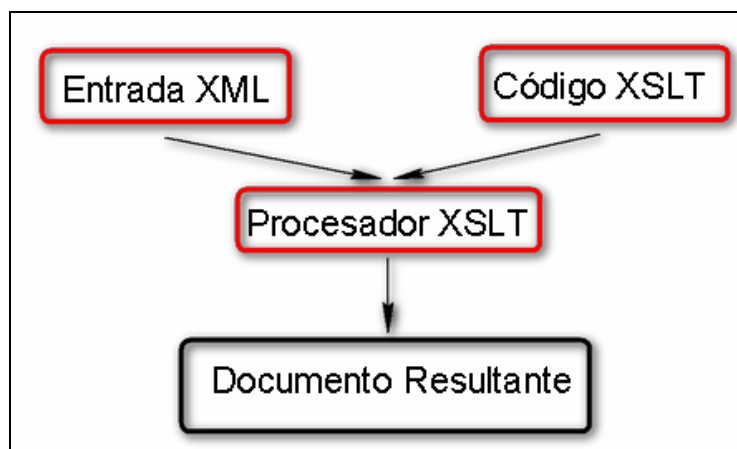 Entrada XML
Código XSLT
Procesador XSLT
Documento Resultante